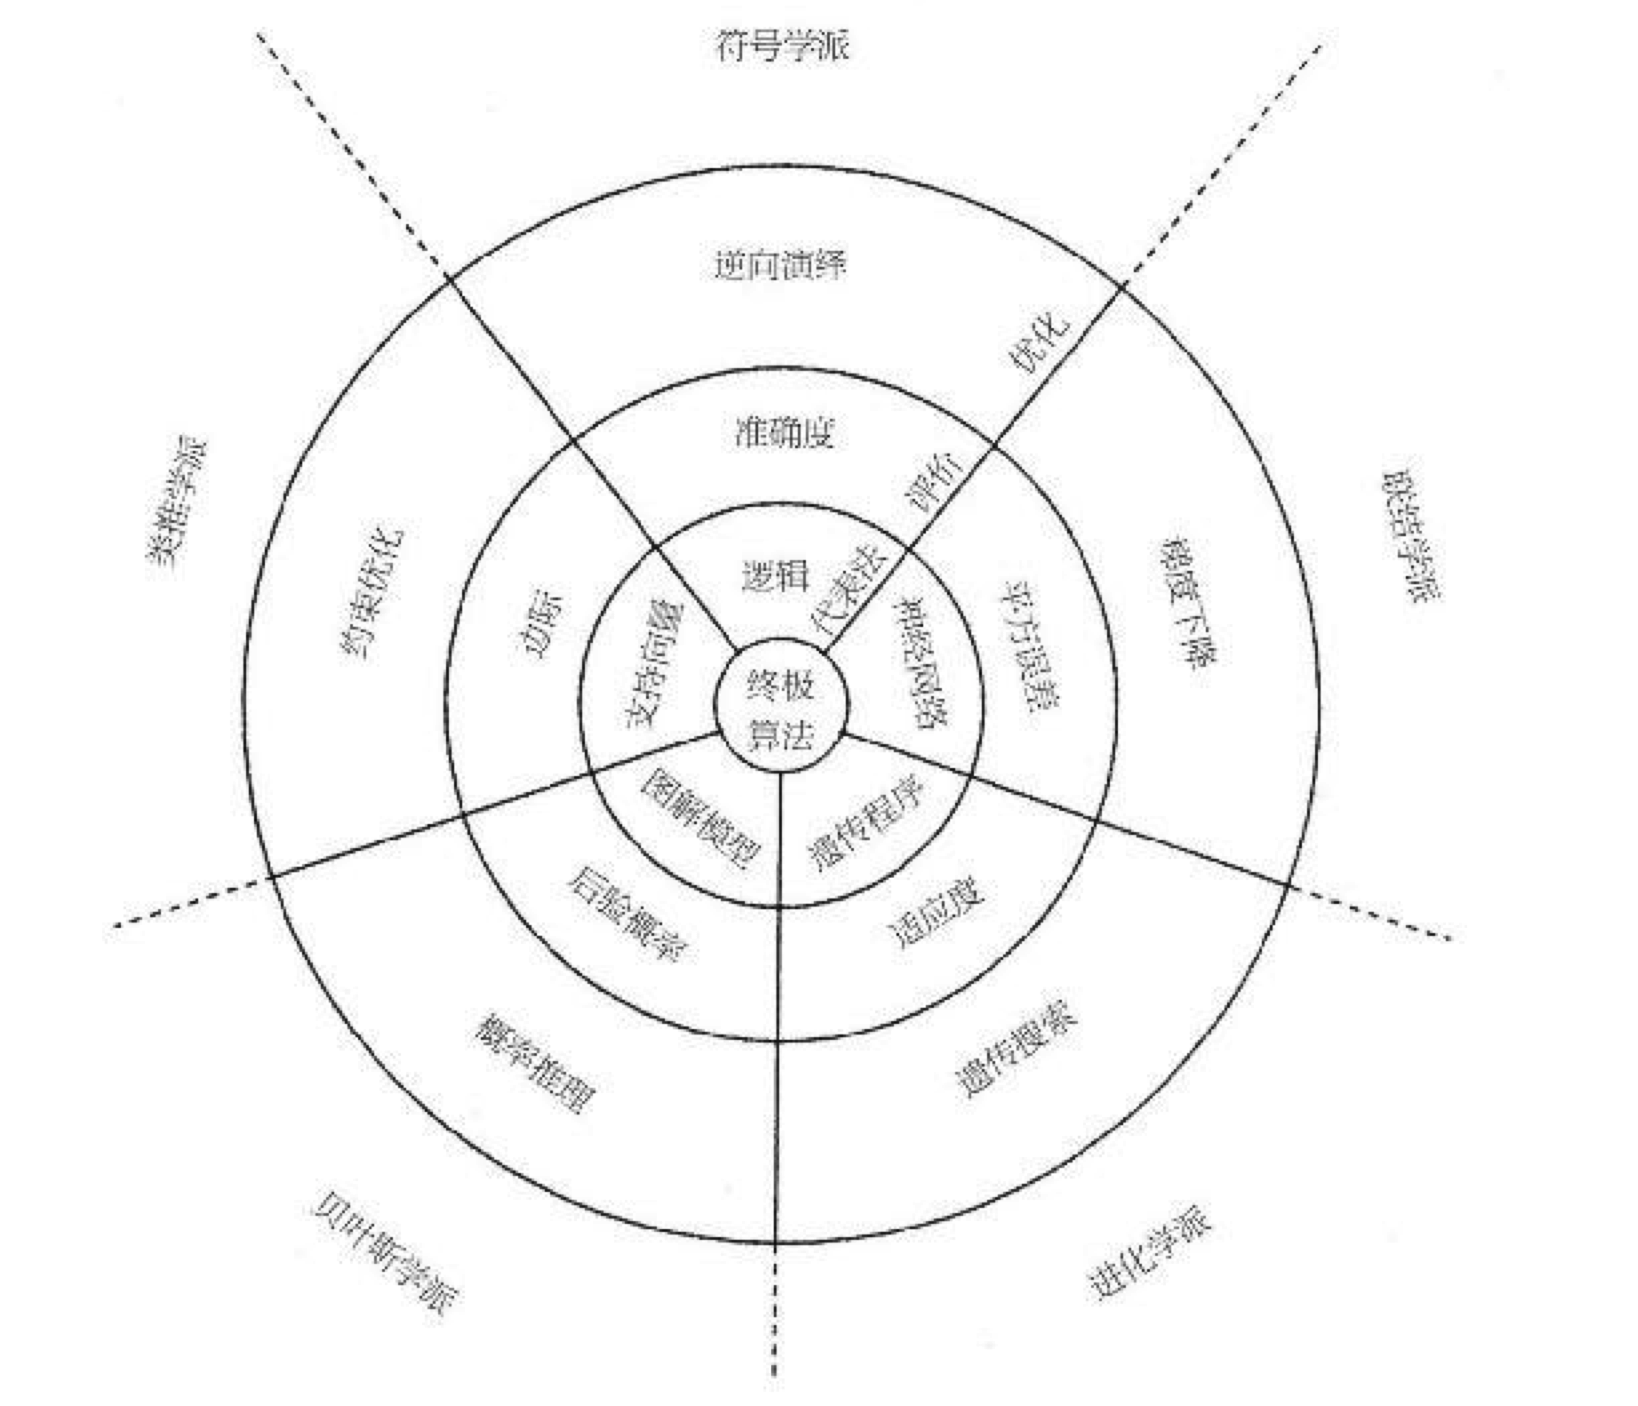 符号学派
逆向演绎
优化
准确度
评价
逻辑
代表法
类推学派
约束优化
边际
支持向量
终极
算法
神经网络
平方误差
梯度下降
联结学派
图解模型
遗传程序
后验概率
适应度
概率推理
遗传搜索
贝叶斯学派
进化学派